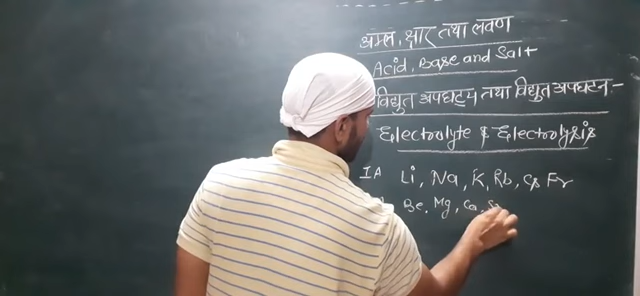 अम्ल, क्षार तथा लवण
Acid, Base and Salt
विद्युत अपघट्य तथा विद्युत अपघटन -
Electrolyte & Electrolysis
IA Li, Na, K, Rb, Cs Fr
Be, Mg, Ca,